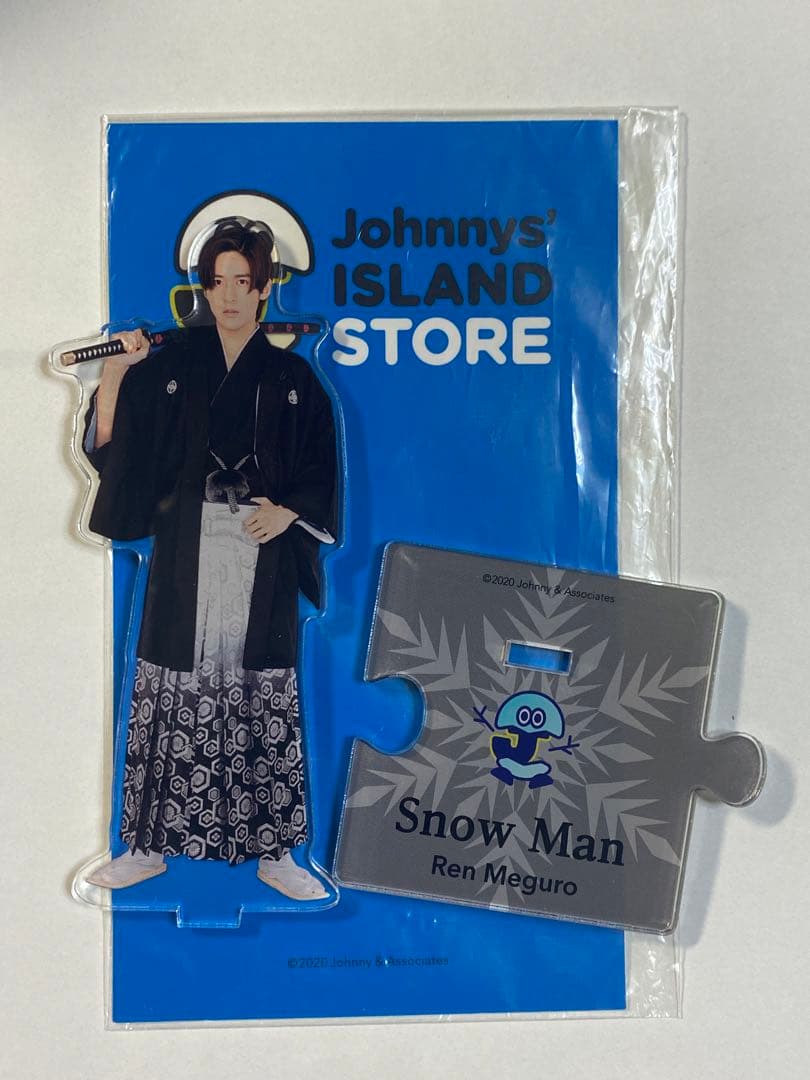 Johnnys'
ISLAND
STORE
©2020 Johnny & Associates
Snow Man
Ren Meguro
©2020 Johnny & Associates